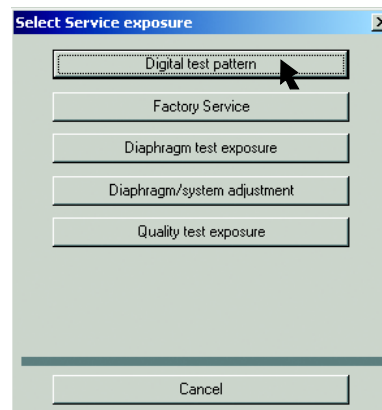 Select Service exposure
Digital test pattern
Factory Service
Diaphragm test exposure
Diaphragm/system adjustment
Quality test exposure
Cancel